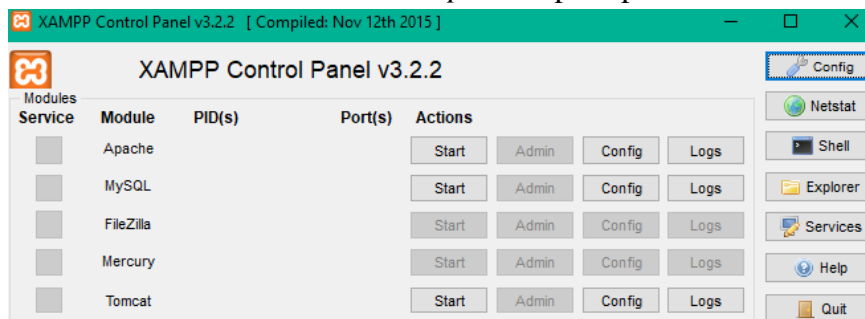 XAMPP Control Panel v3.2.2 [ Compiled: Nov 12th 2015 ]
XAMPP Control Panel v3.2.2
Config
Modules
Netstat
Service Module PID(s) Port(s) Actions
Apache Start Admin Config Logs
Shell
MySQL Start Admin Config Logs
Explorer
FileZilla Start Admin Config Logs
Services
Mercury Start Admin Config Logs
Help
Tomcat Start Admin Config Logs
Quit